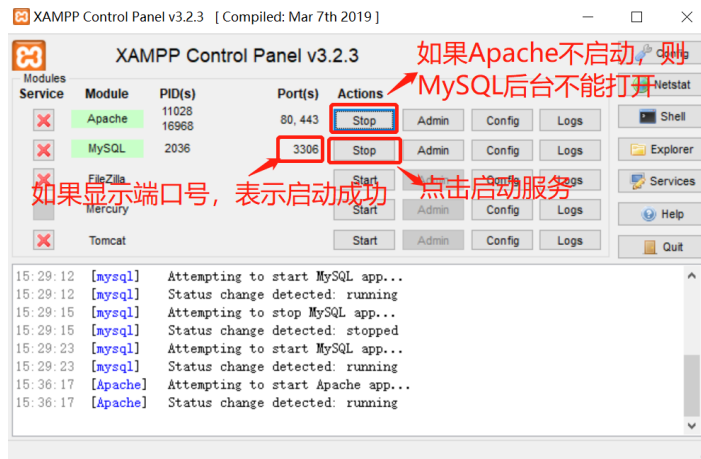 XAMPP Control Panel v3.2.3 [ Compiled: Mar 7th 2019 ]
XAMPP Control Panel v3.2.3
如果Apache不启动，则
MySQL后台不能打开
Config
Modules
Service Module PID(s) Port(s) Actions
Netstat
Apache 11028 16968 80, 443 Stop Admin Config Logs
Shell
MySQL 2036 3306 Stop Admin Config Logs
Explorer
FileZilla Start Admin Config Logs
Services
如果显示端口号，表示启动成功
点击启动服务
Mercury Start Admin Config Logs
Help
Tomcat Start Admin Config Logs
Quit
15:29:12 [mysql] Attempting to start MySQL app...
15:29:12 [mysql] Status change detected: running
15:29:15 [mysql] Attempting to stop MySQL app...
15:29:15 [mysql] Status change detected: stopped
15:29:23 [mysql] Attempting to start MySQL app...
15:29:23 [mysql] Status change detected: running
15:36:17 [Apache] Attempting to start Apache app...
15:36:17 [Apache] Status change detected: running